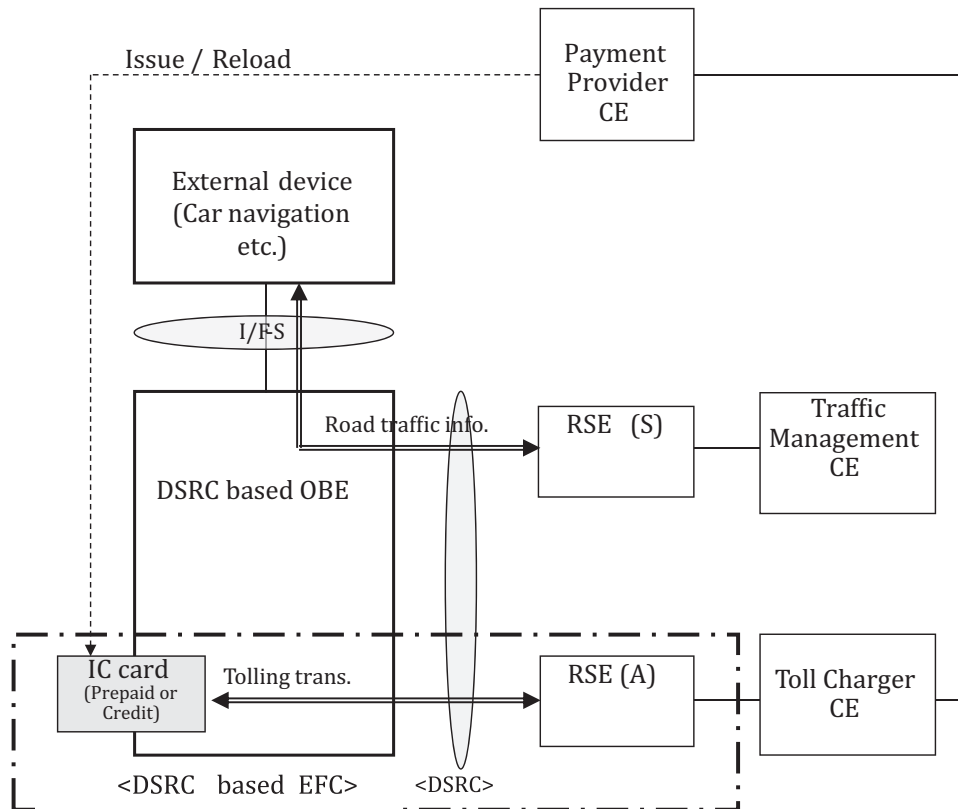 Issue / Reload
Payment
Provider
CE
External device
(Car navigation
etc.)
I/F-S
Road traffic info.
RSE (S)
Traffic
Management
CE
DSRC based OBE
IC card
(Prepaid or
Credit)
Tolling trans.
RSE (A)
Toll Charger
CE
<DSRC based EFC>
<DSRC>